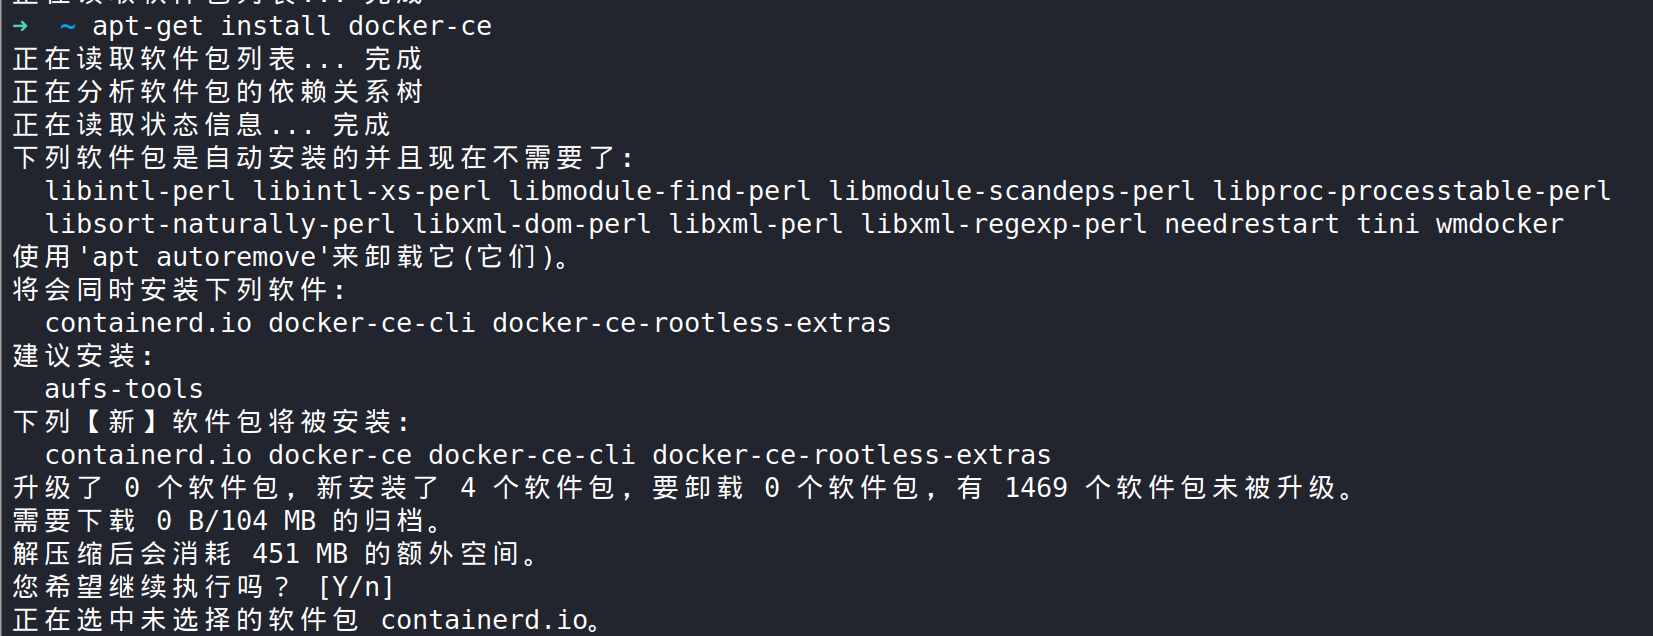 正在读取软件包列表... 完成
→ ~ apt-get install docker-ce
正在读取软件包列表... 完成
正在分析软件包的依赖关系树
正在读取状态信息... 完成
下列软件包是自动安装的并且现在不需要了：
libintl-perl libintl-xs-perl libmodule-find-perl libmodule-scandeps-perl libproc-processtable-perl
libsort-naturally-perl libxml-dom-perl libxml-perl libxml-regexp-perl needrestart tini wmdocker
使用'apt autoremove'来卸载它(它们)。
将会同时安装下列软件：
containerd.io docker-ce-cli docker-ce-rootless-extras
建议安装：
aufs-tools
下列【新】软件包将被安装：
containerd.io docker-ce docker-ce-cli docker-ce-rootless-extras
升级了 0 个软件包，新安装了 4 个软件包，要卸载 0 个软件包，有 1469 个软件包未被升级。
需要下载 0 B/104 MB 的归档。
解压缩后会消耗 451 MB 的额外空间。
您希望继续执行吗？ [Y/n]
正在选中未选择的软件包 containerd.io。